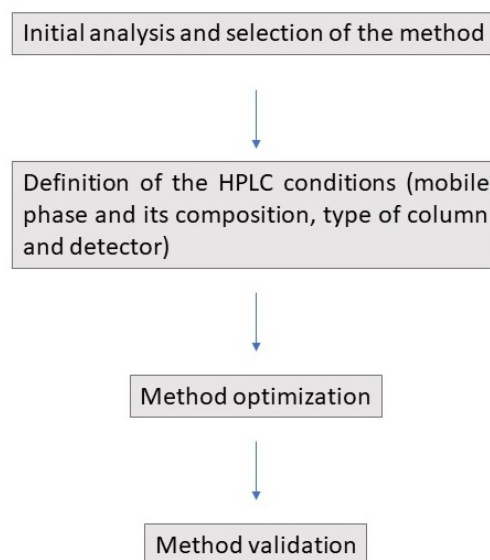 Initial analysis and selection of the method
Definition of the HPLC conditions (mobile
phase and its composition, type of column
and detector)
Method optimization
Method validation